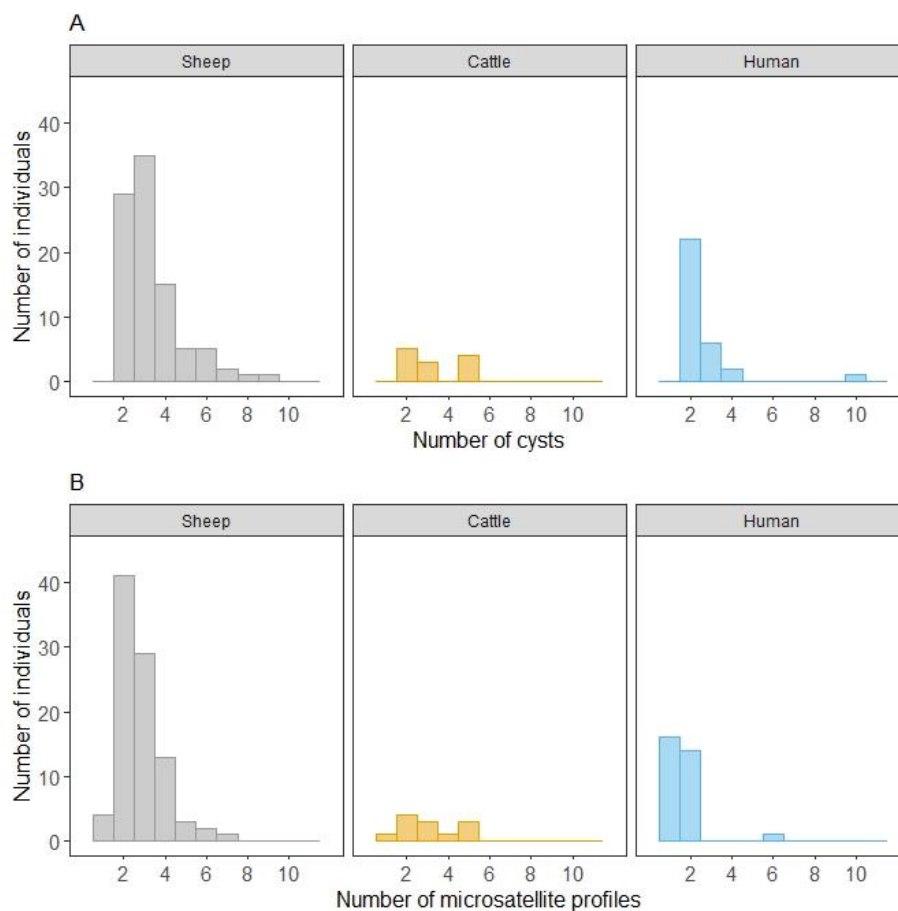 A
Sheep Cattle Human
Number of individuals
40
30
20
10
0
2 4 6 8 10 2 4 6 8 10 2 4 6 8 10
Number of cysts
B
Sheep Cattle Human
Number of individuals
40
30
20
10
0
2 4 6 8 10 2 4 6 8 10 2 4 6 8 10
Number of microsatellite profiles